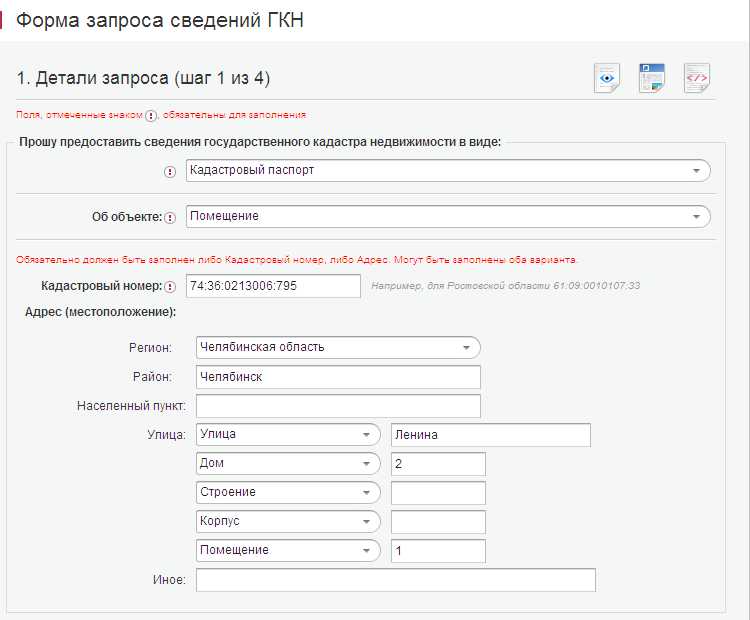 Форма запроса сведений ГКН
1. Детали запроса (шаг 1 из 4)
Поля, отмеченные знаком !, обязательны для заполнения
Прошу предоставить сведения государственного кадастра недвижимости в виде:
! Кадастровый паспорт
Об объекте: ! Помещение
Обязательно должен быть заполнен либо Кадастровый номер, либо Адрес. Могут быть заполнены оба варианта.
Кадастровый номер: ! 74:36:0213006:795 Например, для Ростовской области 61:09:0010107:33
Адрес (местоположение):
Регион: Челябинская область
Район: Челябинск
Населенный пункт:
Улица: Улица Ленина
Дом 2
Строение
Корпус
Помещение 1
Иное: